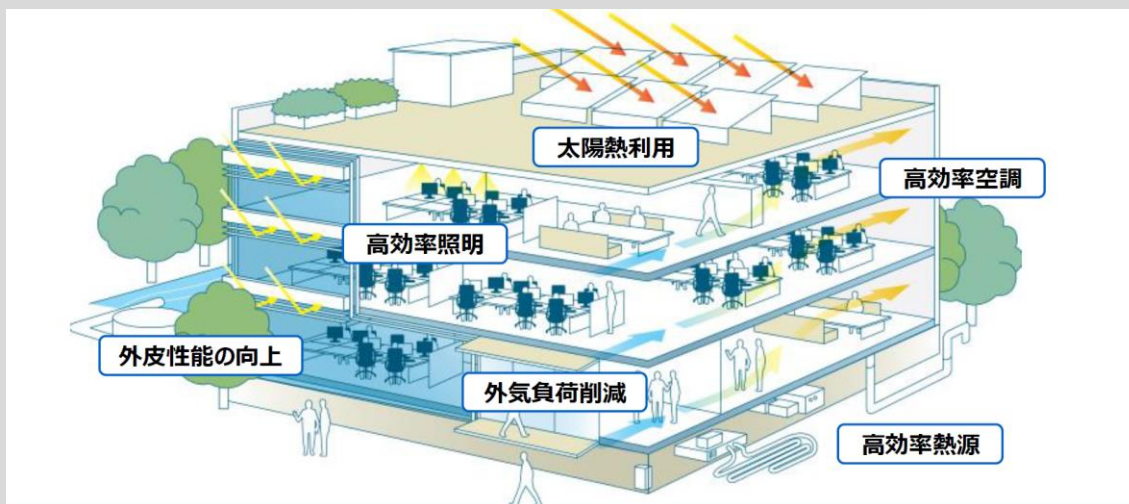 太陽熱利用
高効率空調
高効率照明
外皮性能の向上
外気負荷削減
高効率熱源